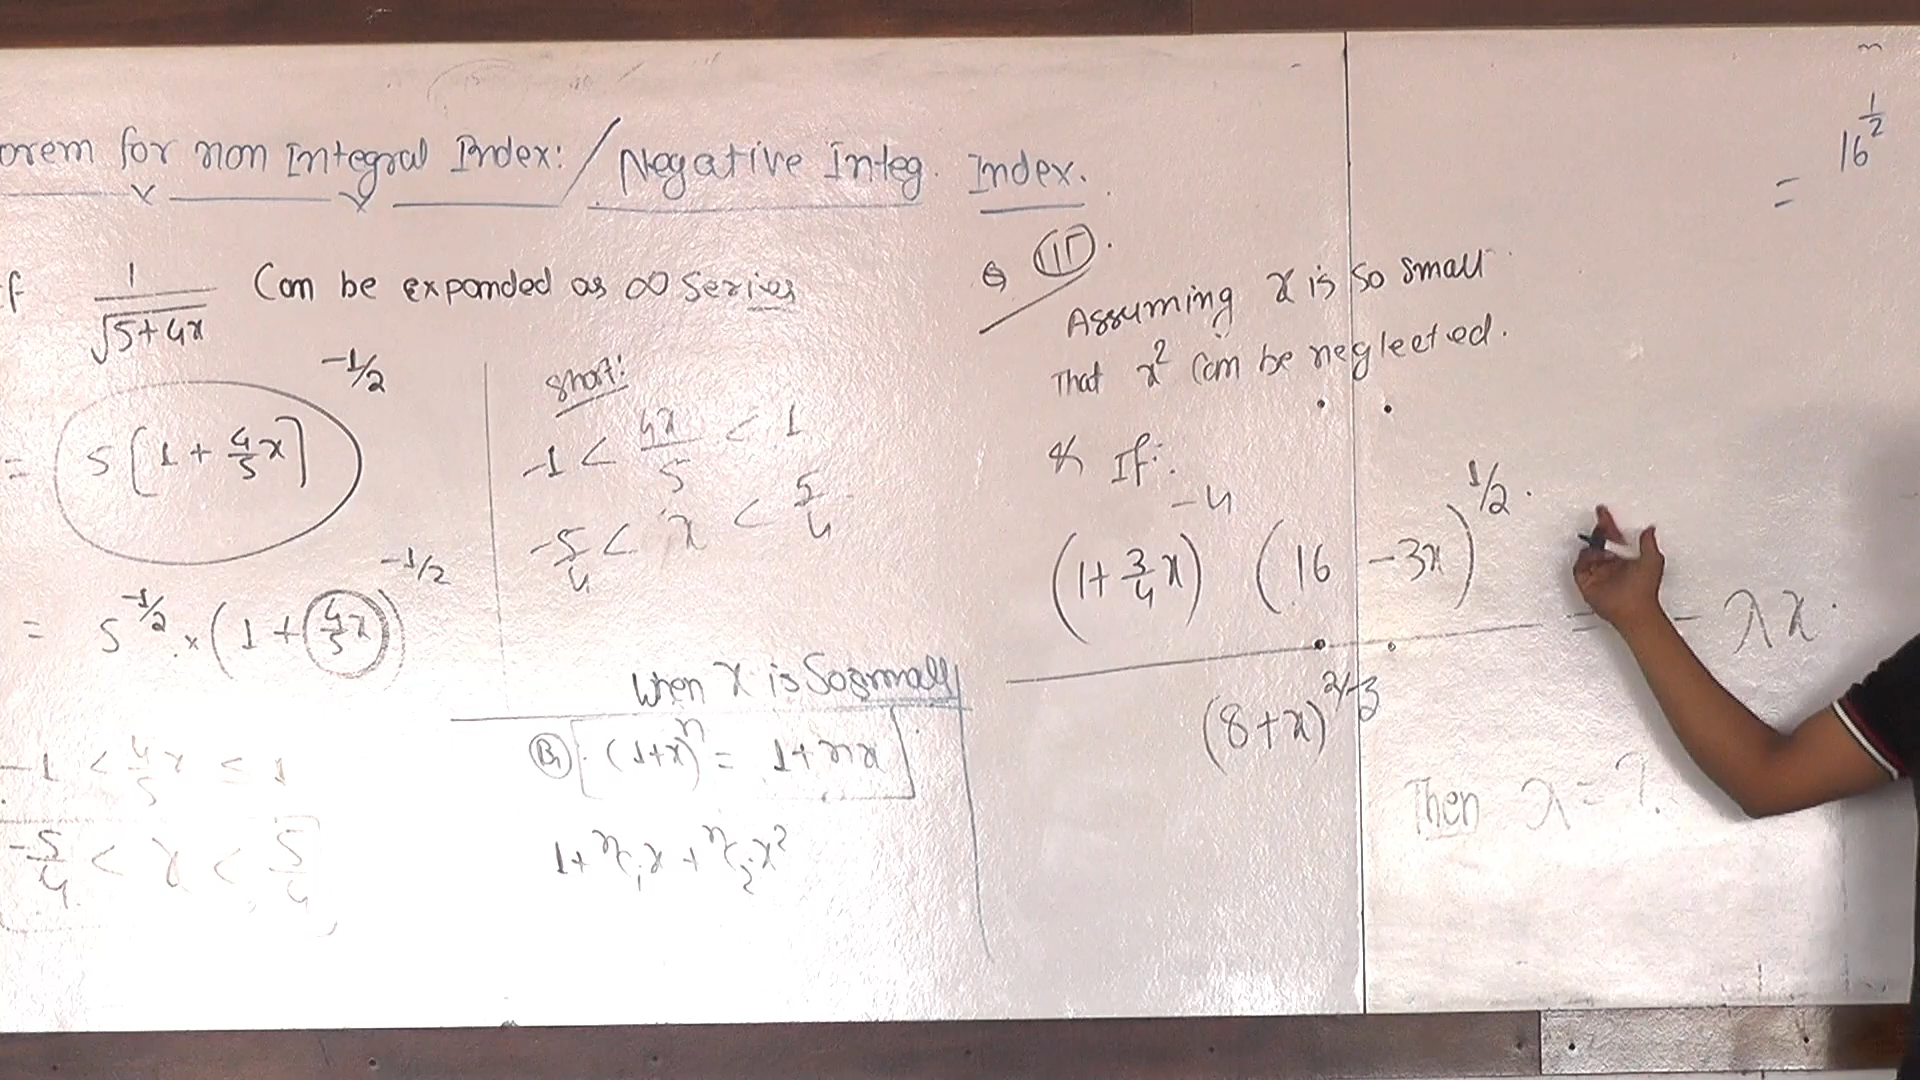 orem for non Integral Index: / Negative Integ. Index.
f 1/√(5+4x) Can be expanded as ∞ Series
= 5[1 + 4/5 x]^(-1/2)
= 5^(-1/2) × (1 + 4/5 x)^(-1/2)
-1 < 4/5 x < 1
-5/4 < x < 5/4
short:
-1 < 4x/5 < 1
-5/4 < x < 5/4
When x is So small
(1+x)^n = 1+nx
1+ nC1 x + nC2 x²
Q III.
Assuming x is so small
That x² Can be neglected.
& If:
(1+ 3/4 x)^(-4) (16 -3x)^(1/2)
(8+x)^(2/3)
= - λx.
Then λ = ?
= 16^(1/2)